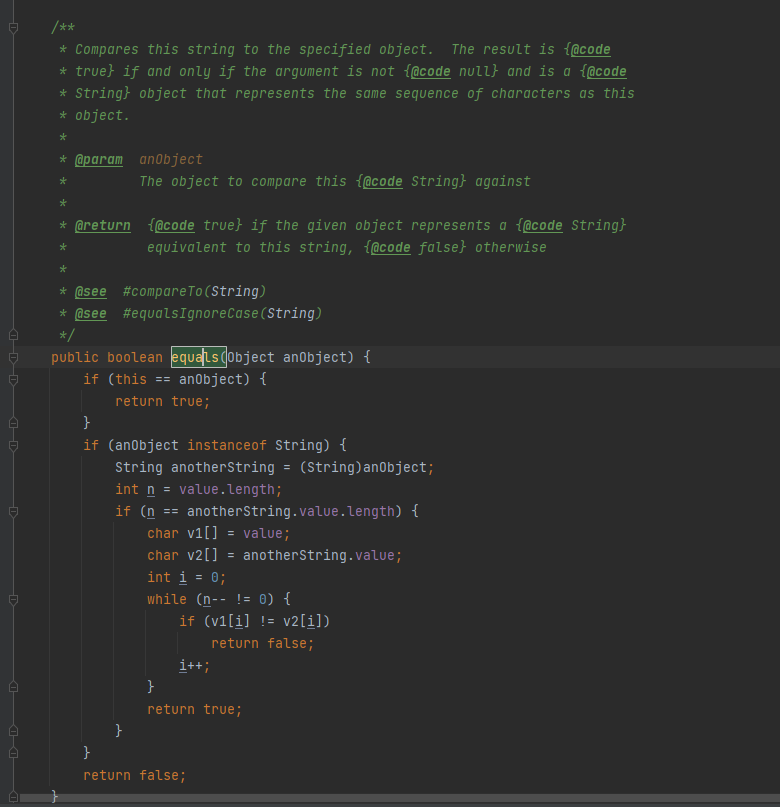 /**
 * Compares this string to the specified object.  The result is {@code
 * true} if and only if the argument is not {@code null} and is a {@code
 * String} object that represents the same sequence of characters as this
 * object.
 *
 * @param  anObject
 *         The object to compare this {@code String} against
 *
 * @return  {@code true} if the given object represents a {@code String}
 *          equivalent to this string, {@code false} otherwise
 *
 * @see  #compareTo(String)
 * @see  #equalsIgnoreCase(String)
 */
public boolean equals(Object anObject) {
    if (this == anObject) {
        return true;
    }
    if (anObject instanceof String) {
        String anotherString = (String)anObject;
        int n = value.length;
        if (n == anotherString.value.length) {
            char v1[] = value;
            char v2[] = anotherString.value;
            int i = 0;
            while (n-- != 0) {
                if (v1[i] != v2[i])
                    return false;
                i++;
            }
            return true;
        }
    }
    return false;
}